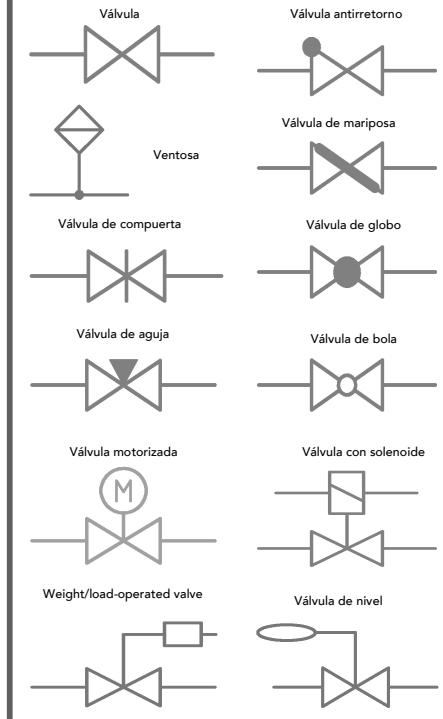 Válvula
Válvula antirretorno
Ventosa
Válvula de mariposa
Válvula de compuerta
Válvula de globo
Válvula de aguja
Válvula de bola
Válvula motorizada
M
Válvula con solenoide
Weight/load-operated valve
Válvula de nivel